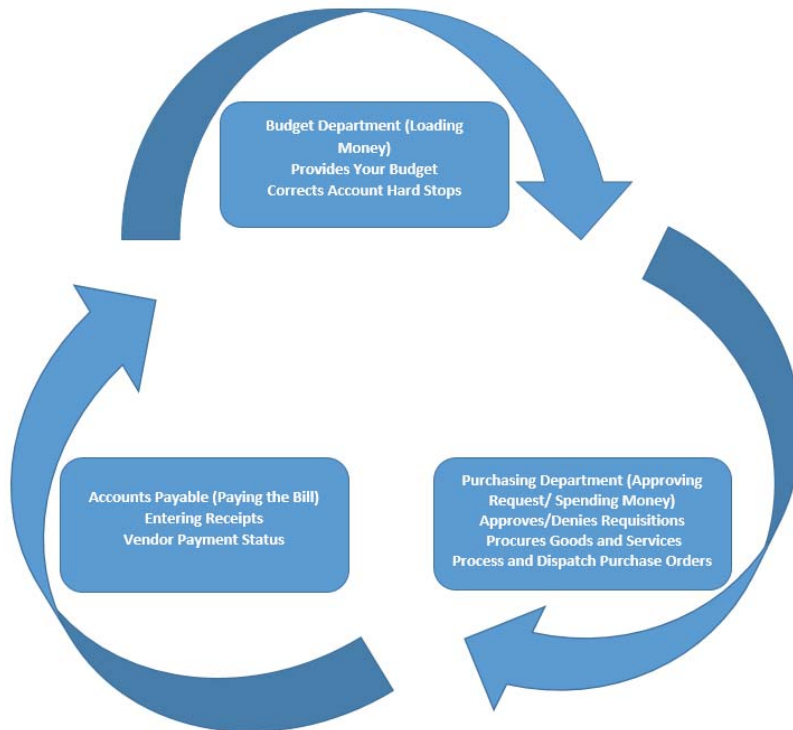 Budget Department (Loading
Money)
Provides Your Budget
Corrects Account Hard Stops
Accounts Payable (Paying the Bill)
Entering Receipts
Vendor Payment Status
Purchasing Department (Approving
Request/ Spending Money)
Approves/Denies Requisitions
Procures Goods and Services
Process and Dispatch Purchase Orders